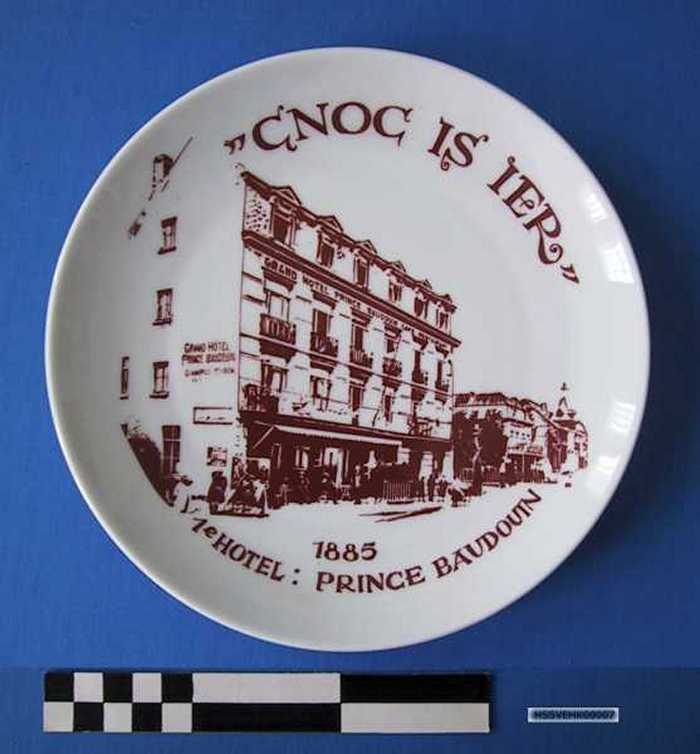 „CNOC IS IER”
GRAND HOTEL PRINCE BAUDOUIN
GRAND HOTEL
PRINCE BAUDOUIN
1885
1e HOTEL : PRINCE BAUDOUIN
HSSVEHK00007